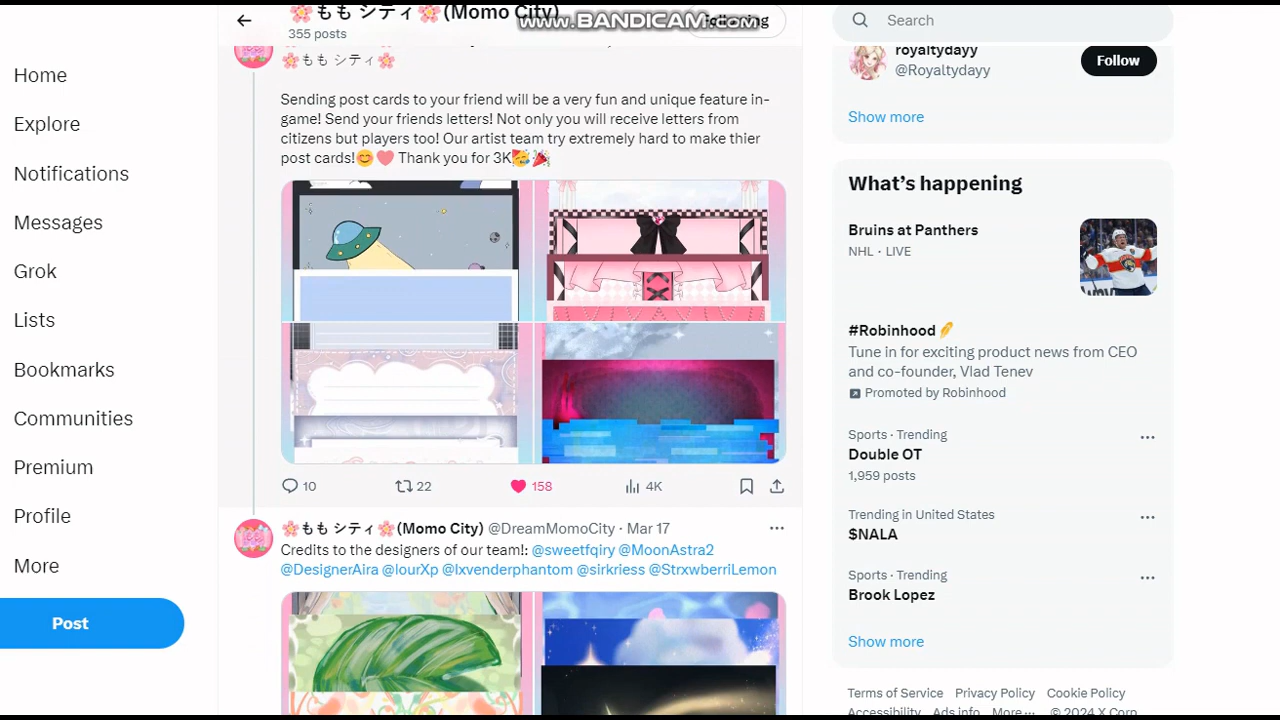 Home
Explore
Notifications
Messages
Grok
Lists
Bookmarks
Communities
Premium
Profile
More
Post
🌸もも シティ🌸(Momo City)
355 posts
www.BANDICAM.com
Following
🌸もも シティ🌸
Sending post cards to your friend will be a very fun and unique feature in-
game! Send your friends letters! Not only you will receive letters from
citizens but players too! Our artist team try extremely hard to make thier
post cards!😊❤️ Thank you for 3K🥳🎉
10
22
158
4K
🌸もも シティ🌸(Momo City) @DreamMomoCity · Mar 17
Credits to the designers of our team!: @sweetfqiry @MoonAstra2
@DesignerAira @lourXp @lxvenderphantom @sirkriess @StrxwberriLemon
Search
royaltydayy
@Royaltydayy
Follow
Show more
What's happening
Bruins at Panthers
NHL · LIVE
#Robinhood
Tune in for exciting product news from CEO
and co-founder, Vlad Tenev
Promoted by Robinhood
Sports · Trending
Double OT
1,959 posts
Trending in United States
$NALA
Sports · Trending
Brook Lopez
Show more
Terms of Service Privacy Policy Cookie Policy
Accessibility Ads info More ··· © 2024 X Corp.